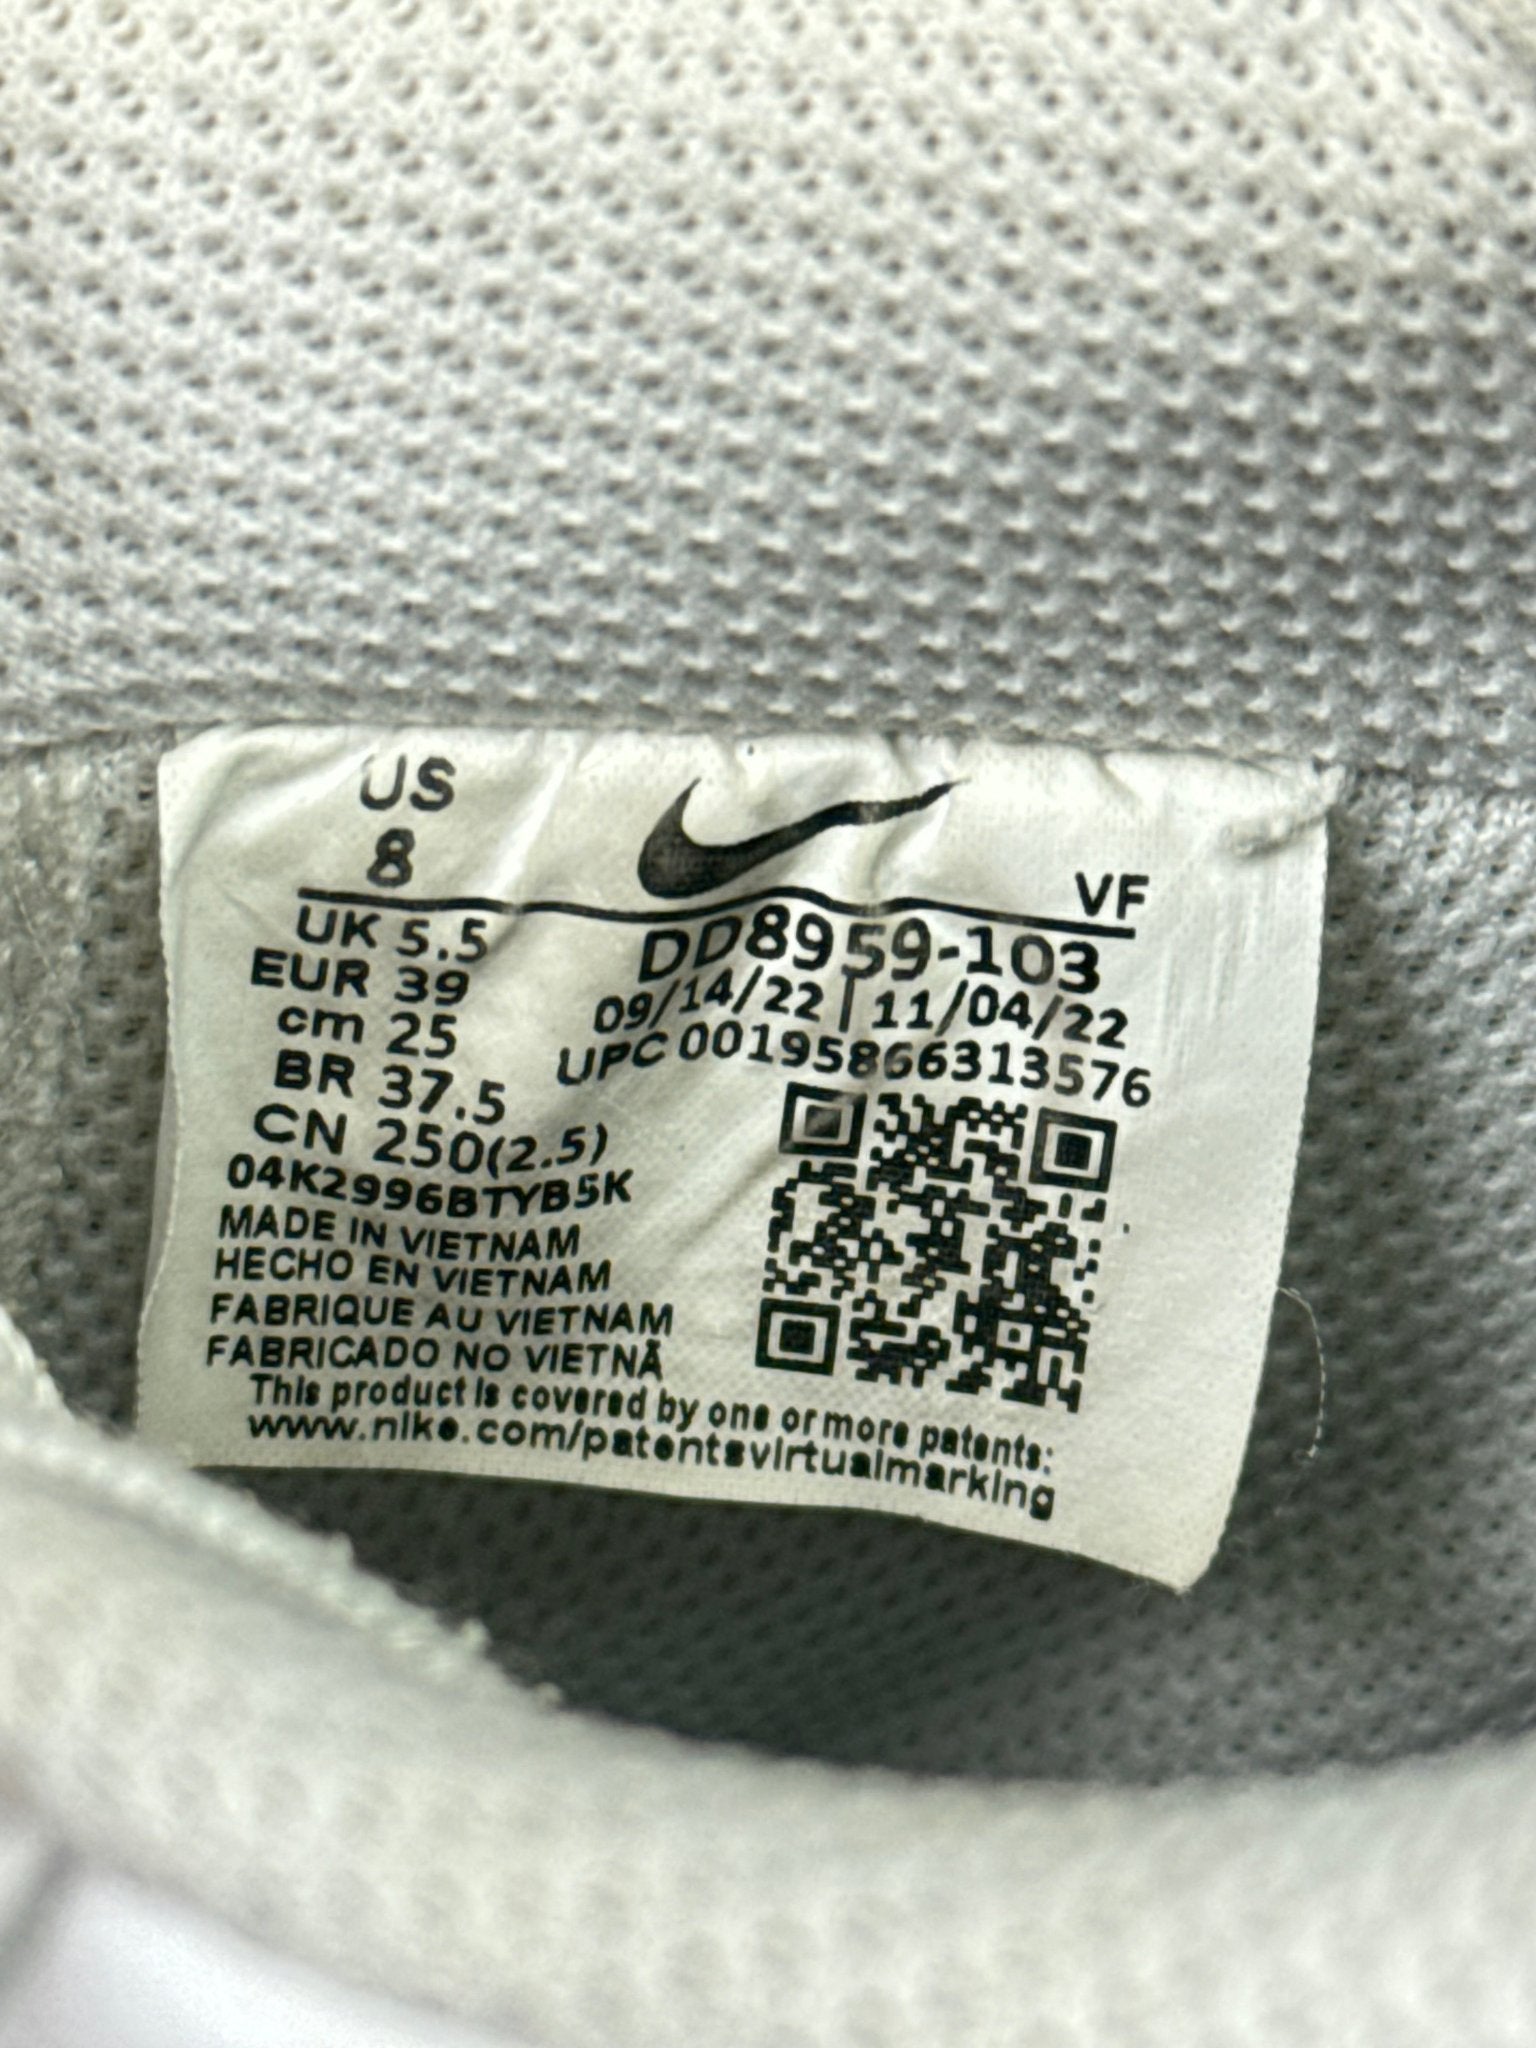 US
8
VF
UK 5.5
EUR 39
cm 25
BR 37.5
CN 250(2.5)
DD8959-103
09/14/22 | 11/04/22
UPC 00195866313576
04K2996BTYB5K
MADE IN VIETNAM
HECHO EN VIETNAM
FABRIQUE AU VIETNAM
FABRICADO NO VIETNÃ
This product is covered by one or more patents:
www.nike.com/patentsvirtualmarking